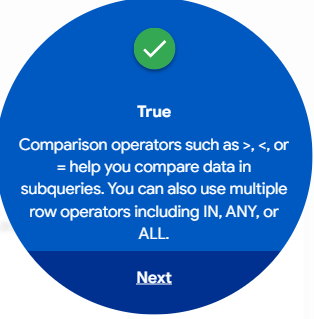 True
Comparison operators such as >, <, or
= help you compare data in
subqueries. You can also use multiple
row operators including IN, ANY, or
ALL.
Next